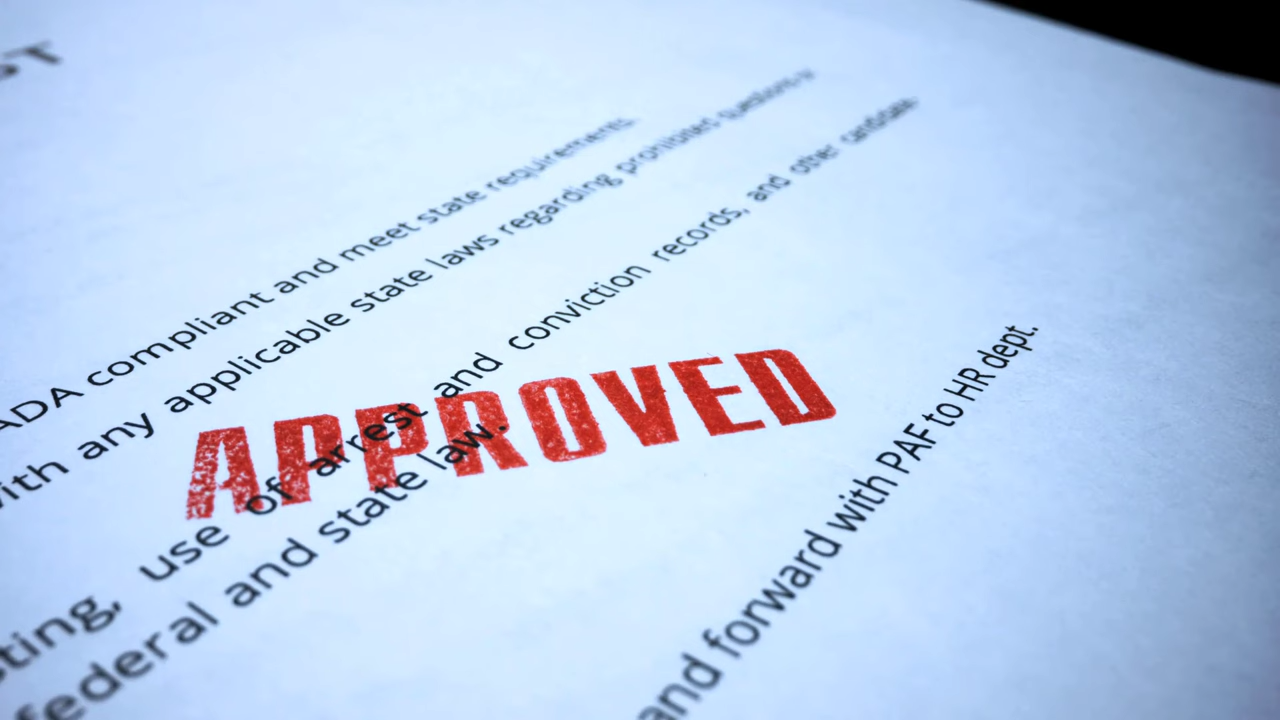 ST
ADA compliant and meet state requirements.
with any applicable state laws regarding prohibited questions
sting, use of arrest and conviction records, and other candidate
federal and state law.
APPROVED
and forward with PAF to HR dept.